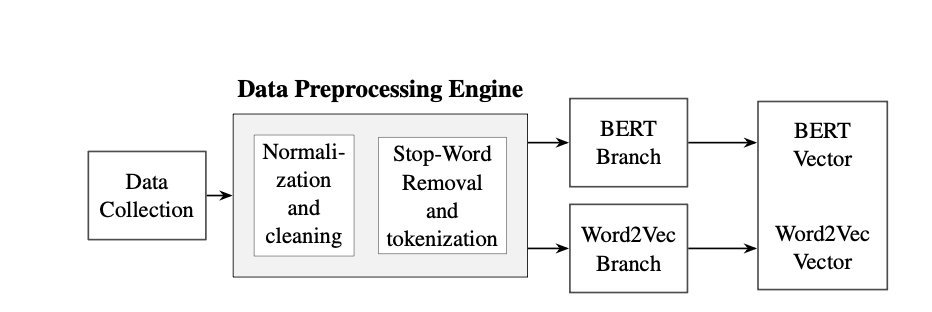 Data Preprocessing Engine
Data
Collection
Normali-
zation
and
cleaning
Stop-Word
Removal
and
tokenization
BERT
Branch
Word2Vec
Branch
BERT
Vector
Word2Vec
Vector